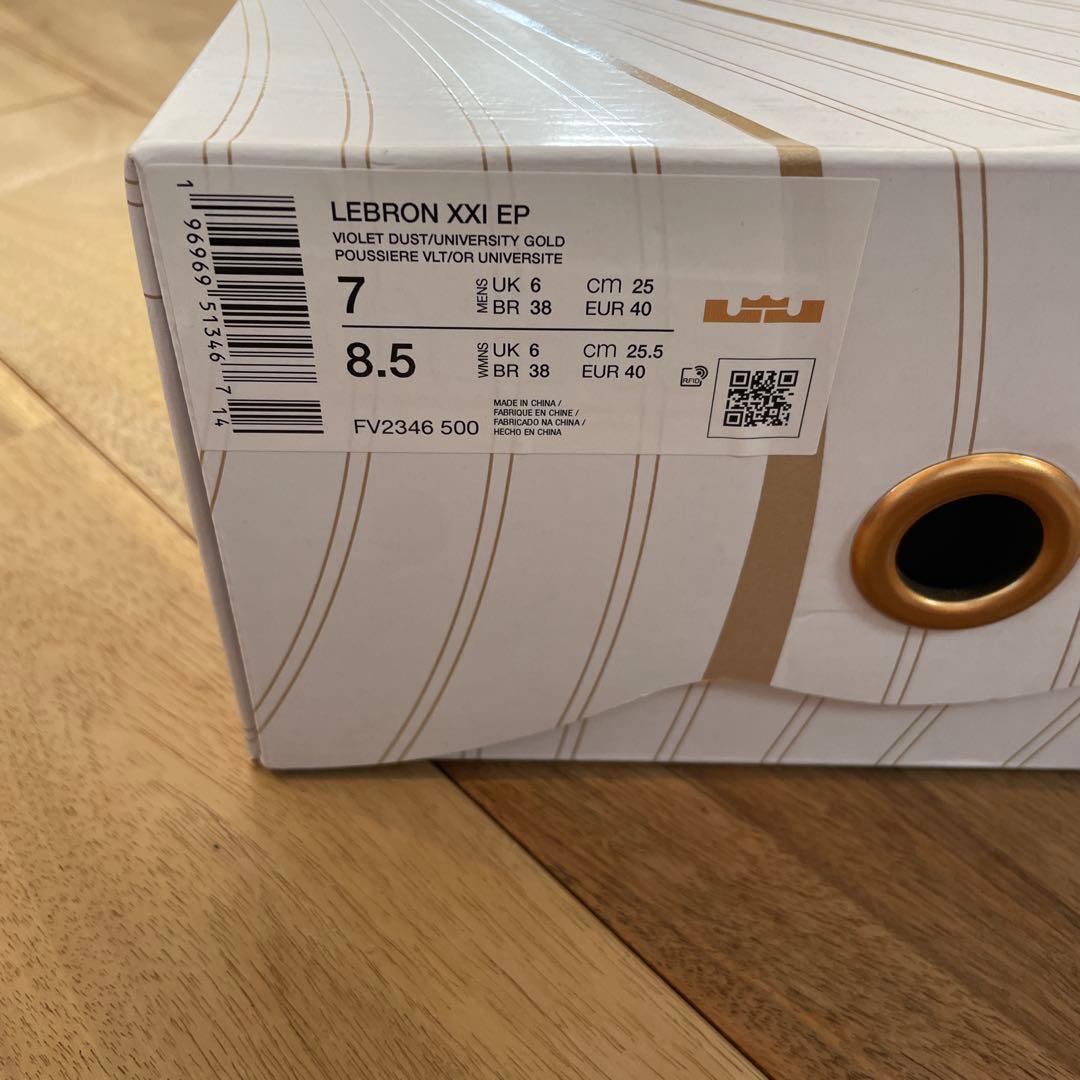 LEBRON XXI EP
VIOLET DUST/UNIVERSITY GOLD
POUSSIERE VLT/OR UNIVERSITE
7 MENS UK 6 cm 25
BR 38 EUR 40
8.5 WMNS UK 6 cm 25.5
BR 38 EUR 40
RFID
FV2346 500
MADE IN CHINA /
FABRIQUE EN CHINE /
FABRICADO NA CHINA /
HECHO EN CHINA
1 96969 51346 7 14